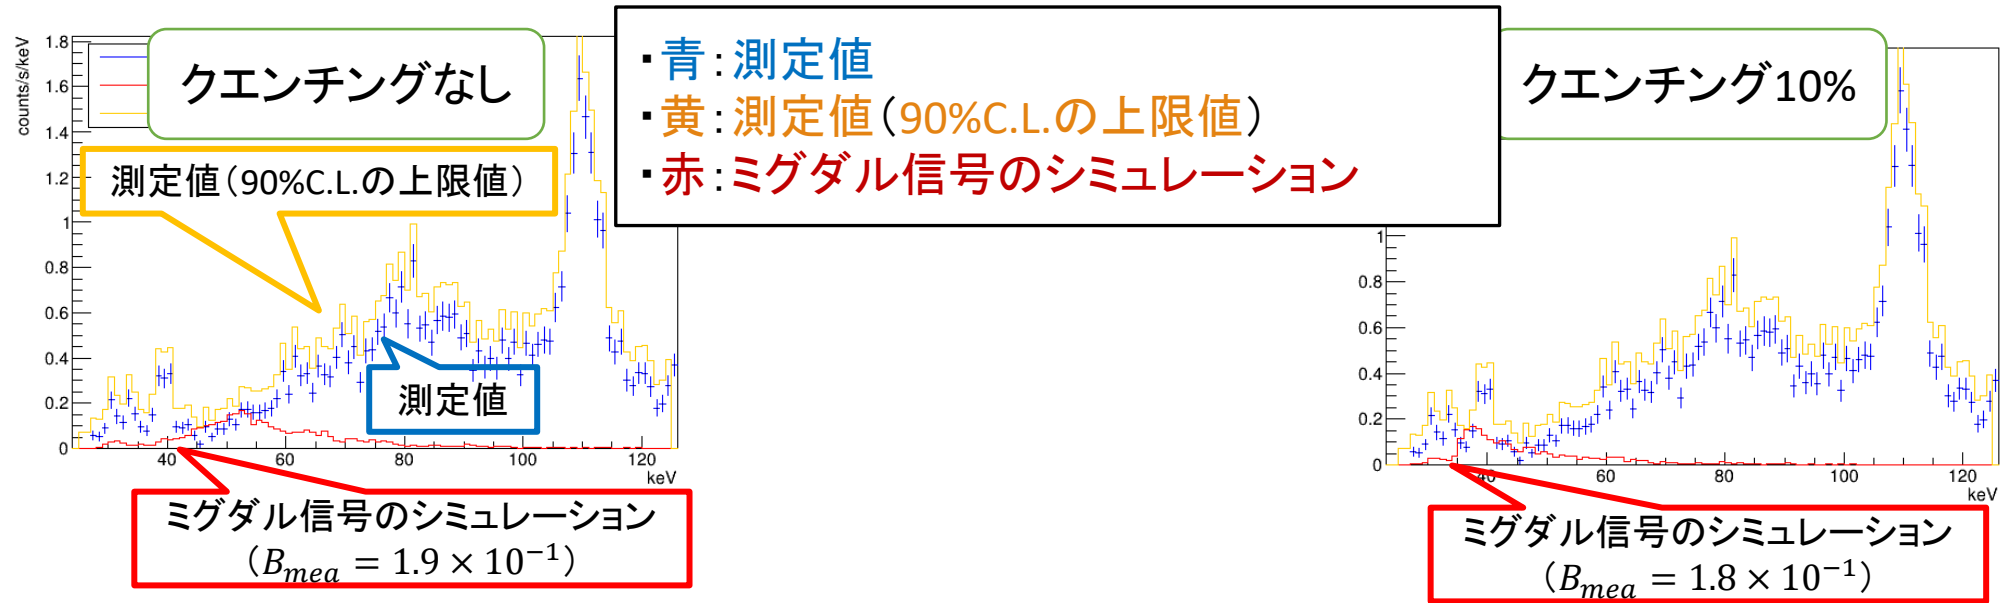 counts/s/keV
1.8
1.6
1.4
1.2
1
0.8
0.6
0.4
0.2
0
クエンチングなし
測定値（90%C.L.の上限値）
測定値
40
60
80
100
120
keV
ミグダル信号のシミュレーション
（B_mea = 1.9 × 10⁻¹）
・青：測定値
・黄：測定値（90%C.L.の上限値）
・赤：ミグダル信号のシミュレーション
クエンチング10%
1
0.8
0.6
0.4
0.2
0
40
60
80
100
120
keV
ミグダル信号のシミュレーション
（B_mea = 1.8 × 10⁻¹）